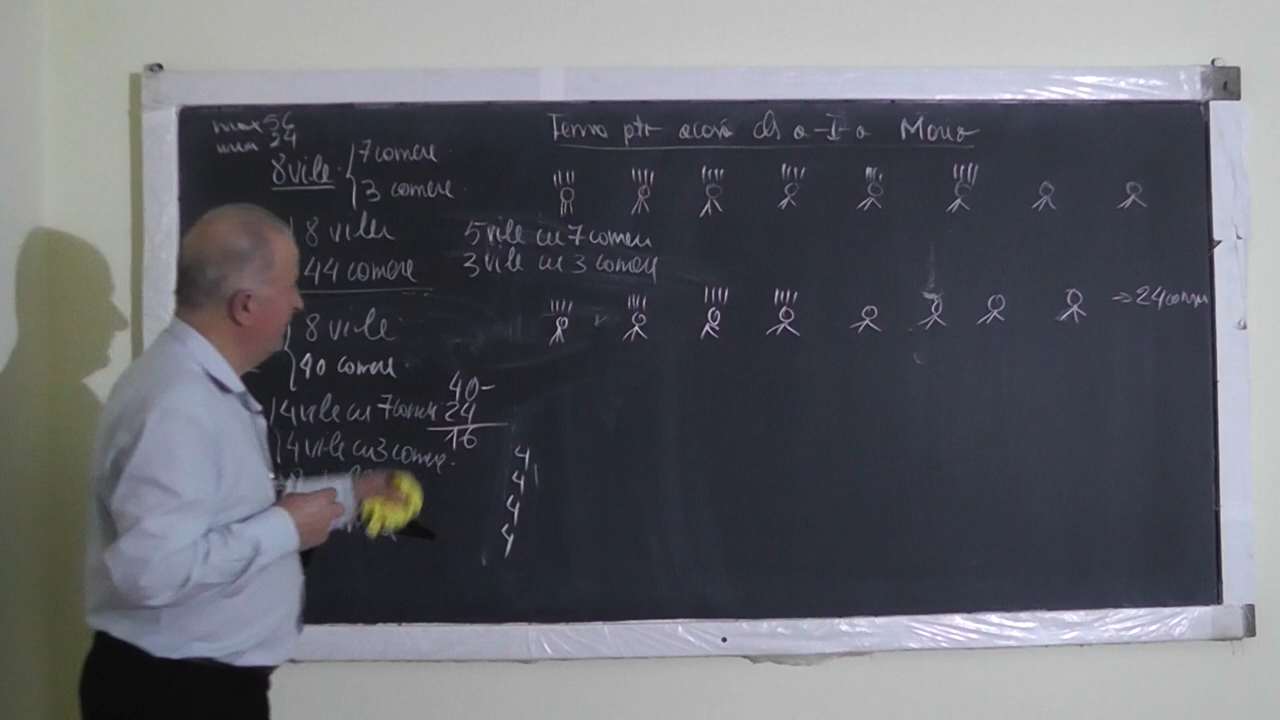 max 56
min 24
8 vile 7 camere
3 camere
Tema ptr acasă cls a-I-a
8 vile
44 camere
5 vile cu 7 camere
3 vile cu 3 camere
8 vile
40 camere
→ 24 camere
4 vile cu 7 camere
4 vile cu 3 camere
40-
24
16
4
4
4
4